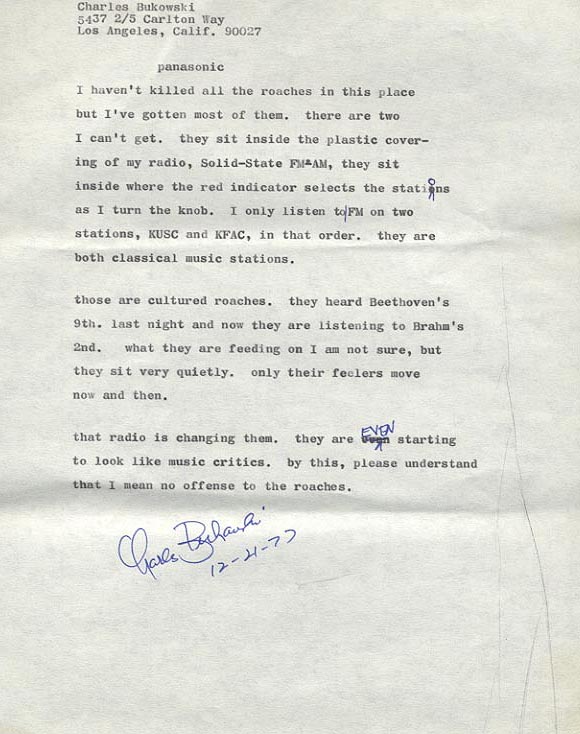 Charles Bukowski
5437 2/5 Carlton Way
Los Angeles, Calif. 90027
panasonic
I haven't killed all the roaches in this place
but I've gotten most of them. there are two
I can't get. they sit inside the plastic cover-
ing of my radio, Solid-State FM-AM, they sit
inside where the red indicator selects the stations
as I turn the knob. I only listen to FM on two
stations, KUSC and KFAC, in that order. they are
both classical music stations.
those are cultured roaches. they heard Beethoven's
9th. last night and now they are listening to Brahm's
2nd. what they are feeding on I am not sure, but
they sit very quietly. only their feelers move
now and then.
that radio is changing them. they are EVEN starting
to look like music critics. by this, please understand
that I mean no offense to the roaches.
Charles Bukowski
12-21-77